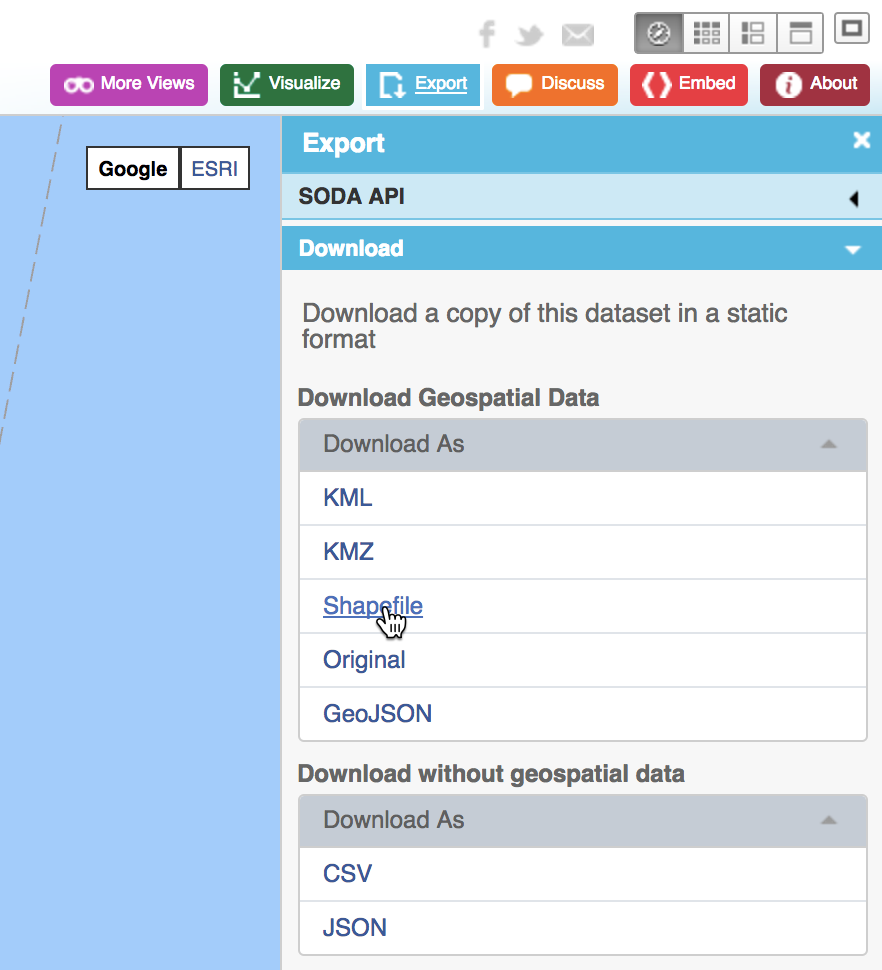 More Views
Visualize
Export
Discuss
Embed
About
Google
ESRI
Export
SODA API
Download
Download a copy of this dataset in a static
format
Download Geospatial Data
Download As
KML
KMZ
Shapefile
Original
GeoJSON
Download without geospatial data
Download As
CSV
JSON